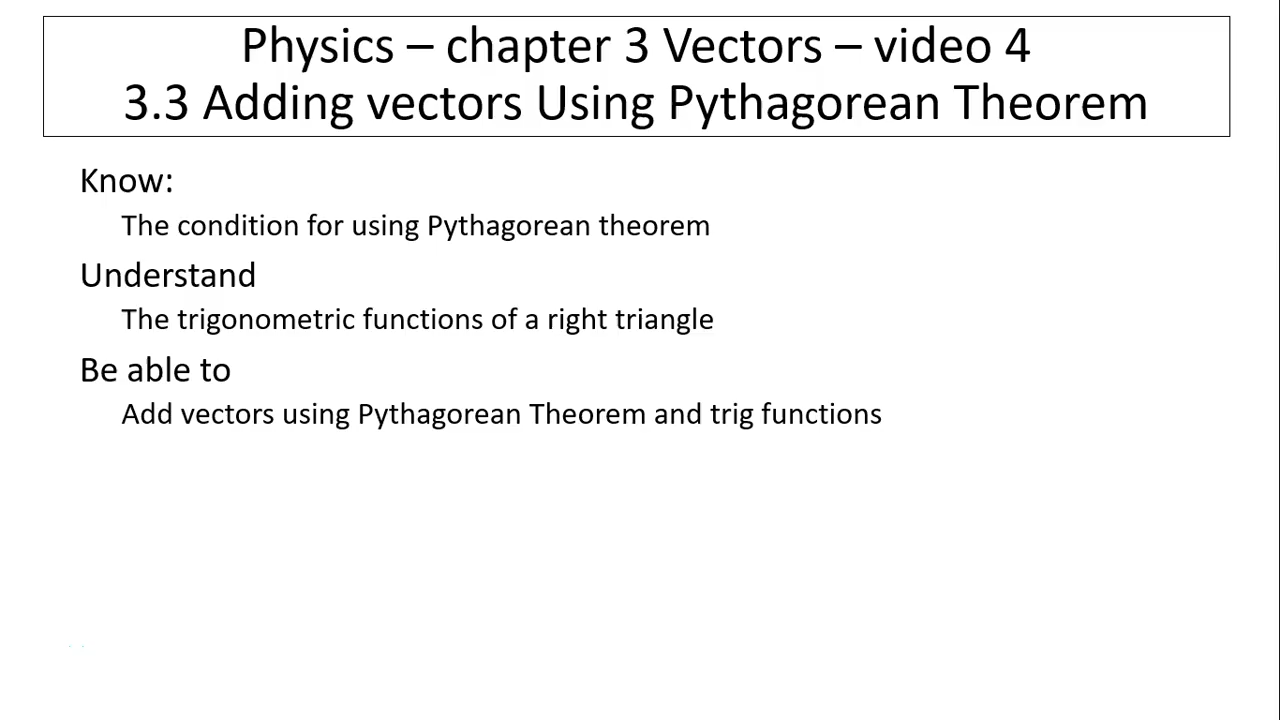 Physics – chapter 3 Vectors – video 4
3.3 Adding vectors Using Pythagorean Theorem
Know:
The condition for using Pythagorean theorem
Understand
The trigonometric functions of a right triangle
Be able to
Add vectors using Pythagorean Theorem and trig functions